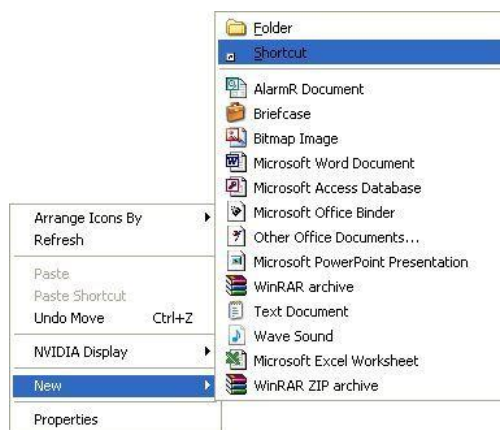 Arrange Icons By
Refresh
Paste
Paste Shortcut
Undo Move Ctrl+Z
NVIDIA Display
New
Properties
Folder
Shortcut
AlarmR Document
Briefcase
Bitmap Image
Microsoft Word Document
Microsoft Access Database
Microsoft Office Binder
Other Office Documents...
Microsoft PowerPoint Presentation
WinRAR archive
Text Document
Wave Sound
Microsoft Excel Worksheet
WinRAR ZIP archive